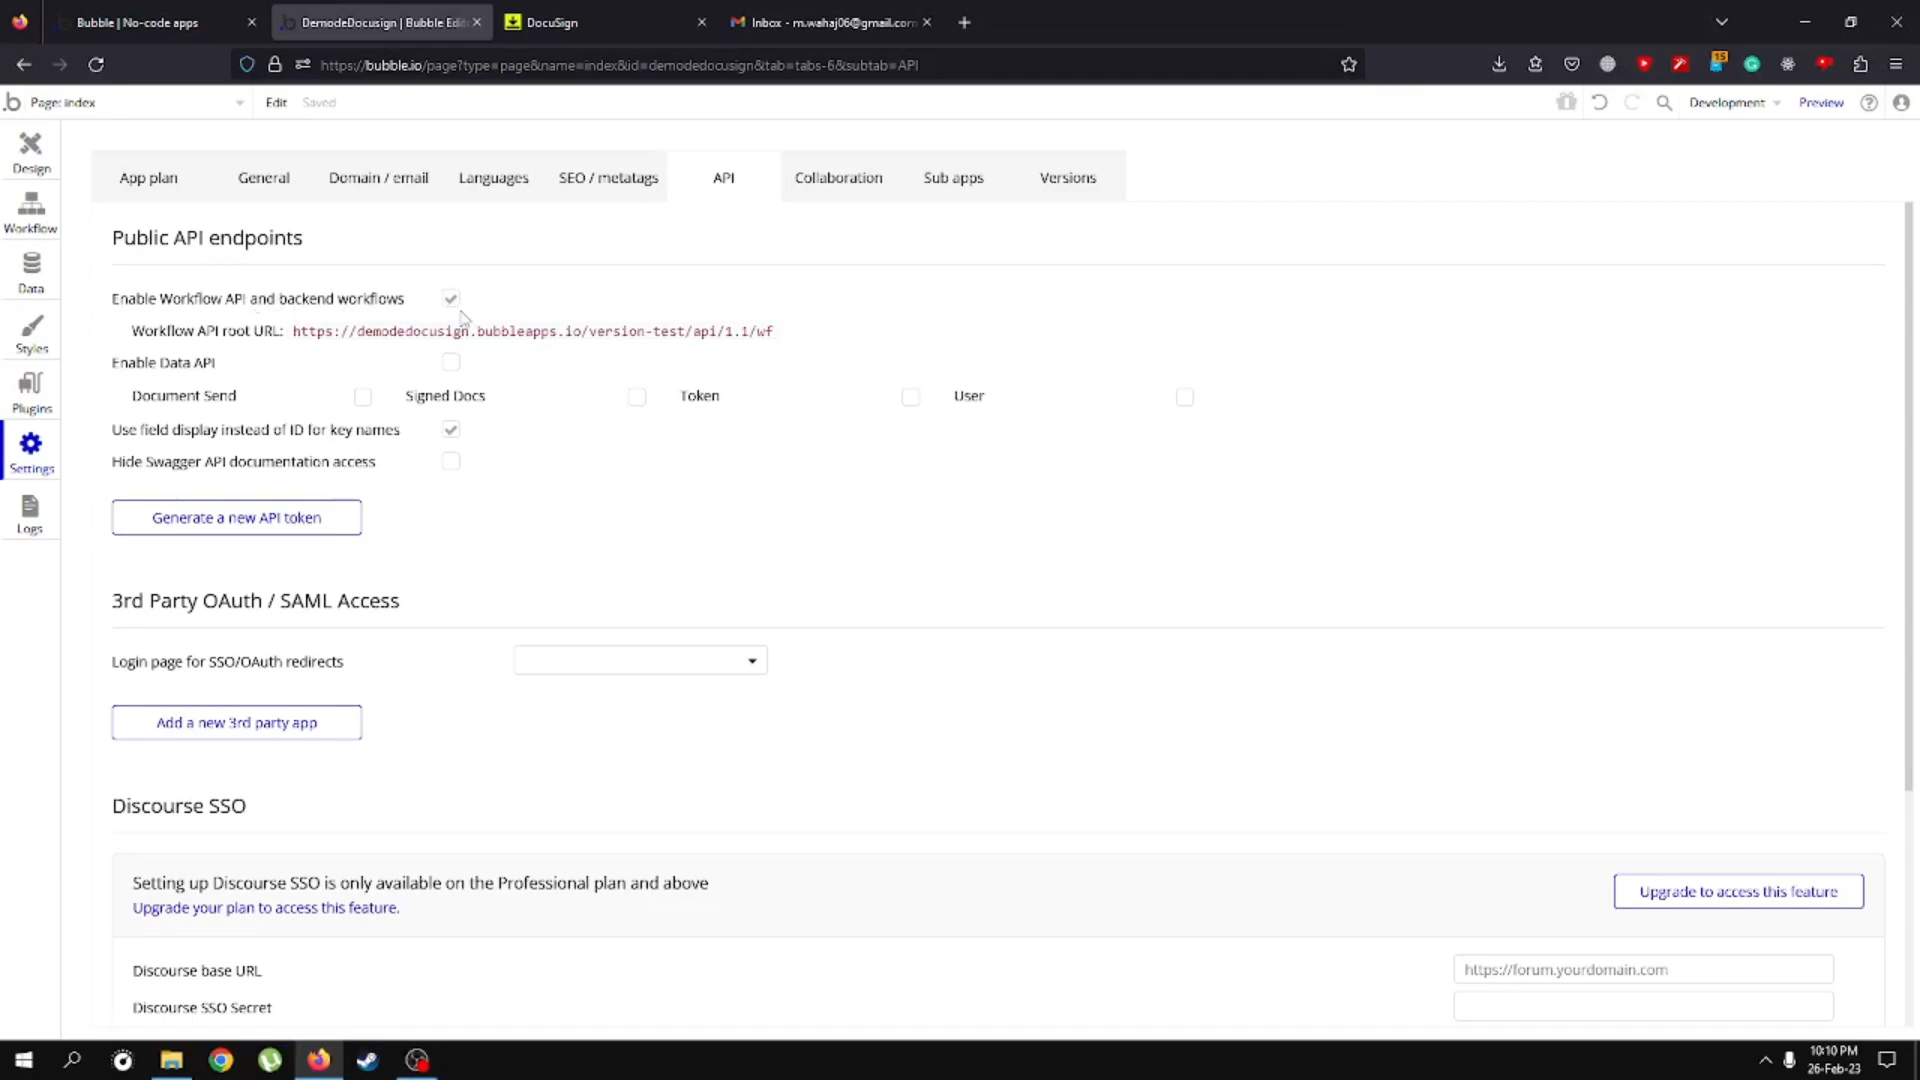 Bubble | No-code apps
DemodeDocusign | Bubble Edi
DocuSign
Inbox - m.wahaj06@gmail.com
https://bubble.io/page?type=page&name=index&id=demodedocusign&tab=tabs-6&subtab=API
15
Page: index
Edit
Saved
Development
Preview
Design
Workflow
Data
Styles
Plugins
Settings
Logs
App plan
General
Domain / email
Languages
SEO / metatags
API
Collaboration
Sub apps
Versions
Public API endpoints
Enable Workflow API and backend workflows
Workflow API root URL: https://demodedocusign.bubbleapps.io/version-test/api/1.1/wf
Enable Data API
Document Send
Signed Docs
Token
User
Use field display instead of ID for key names
Hide Swagger API documentation access
Generate a new API token
3rd Party OAuth / SAML Access
Login page for SSO/OAuth redirects
Add a new 3rd party app
Discourse SSO
Setting up Discourse SSO is only available on the Professional plan and above
Upgrade your plan to access this feature.
Upgrade to access this feature
Discourse base URL
https://forum.yourdomain.com
Discourse SSO Secret
10:10 PM
26-Feb-23